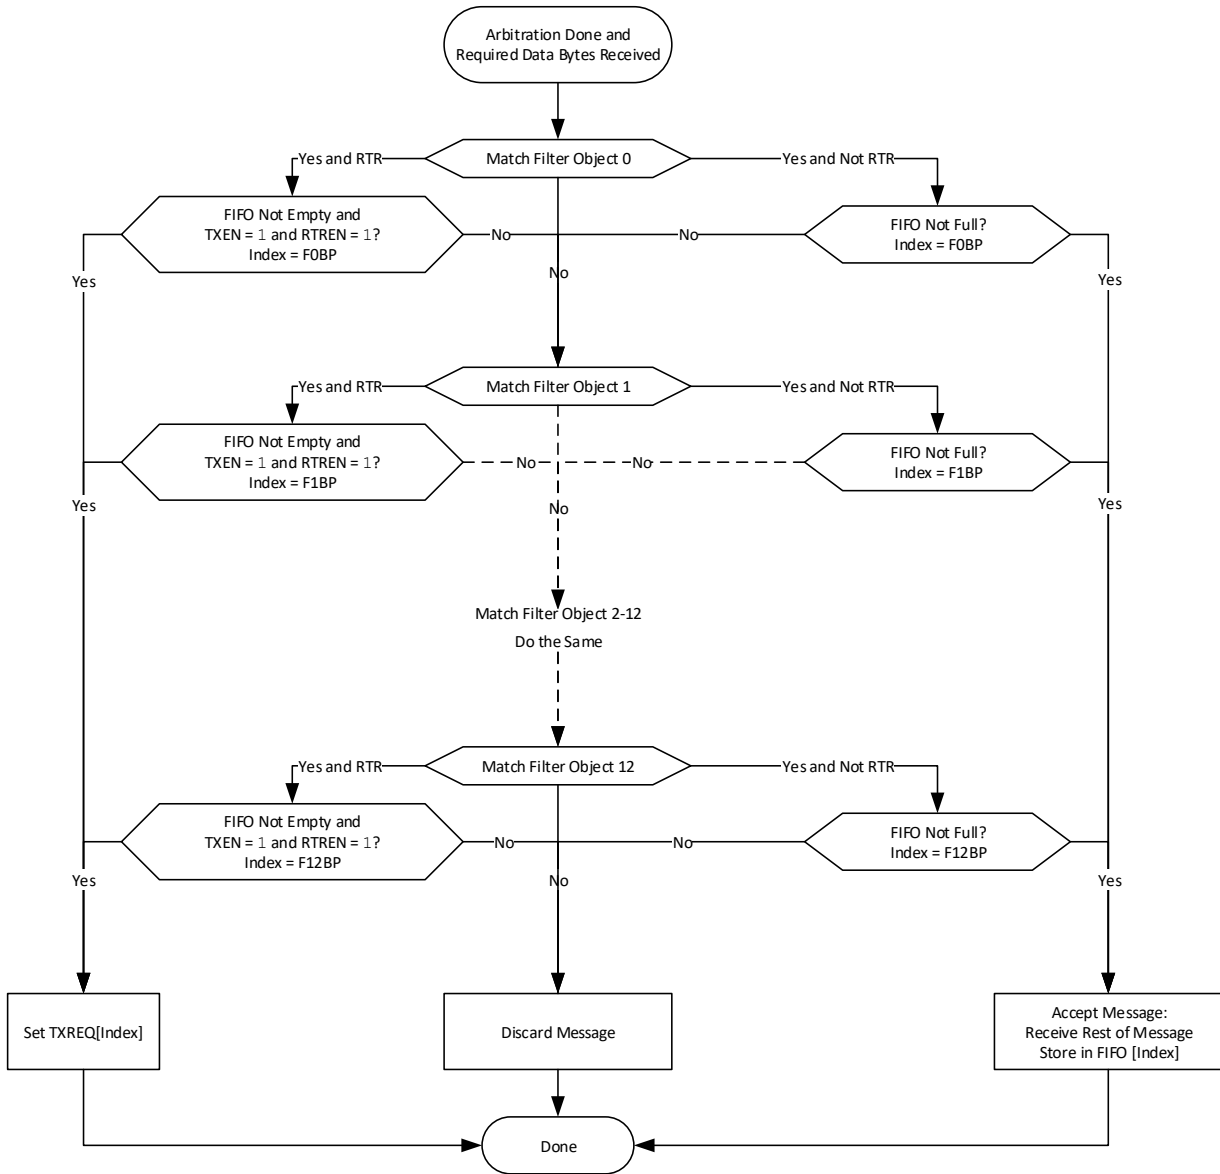 Arbitration Done and
Required Data Bytes Received
Yes and RTR
Match Filter Object 0
Yes and Not RTR
FIFO Not Empty and
TXEN = 1 and RTREN = 1?
Index = F0BP
No
No
FIFO Not Full?
Index = F0BP
Yes
No
Yes
Yes and RTR
Match Filter Object 1
Yes and Not RTR
FIFO Not Empty and
TXEN = 1 and RTREN = 1?
Index = F1BP
No
No
FIFO Not Full?
Index = F1BP
Yes
No
Yes
Match Filter Object 2-12
Do the Same
Yes and RTR
Match Filter Object 12
Yes and Not RTR
FIFO Not Empty and
TXEN = 1 and RTREN = 1?
Index = F12BP
No
No
FIFO Not Full?
Index = F12BP
Yes
No
Yes
Set TXREQ[Index]
Discard Message
Accept Message:
Receive Rest of Message
Store in FIFO [Index]
Done